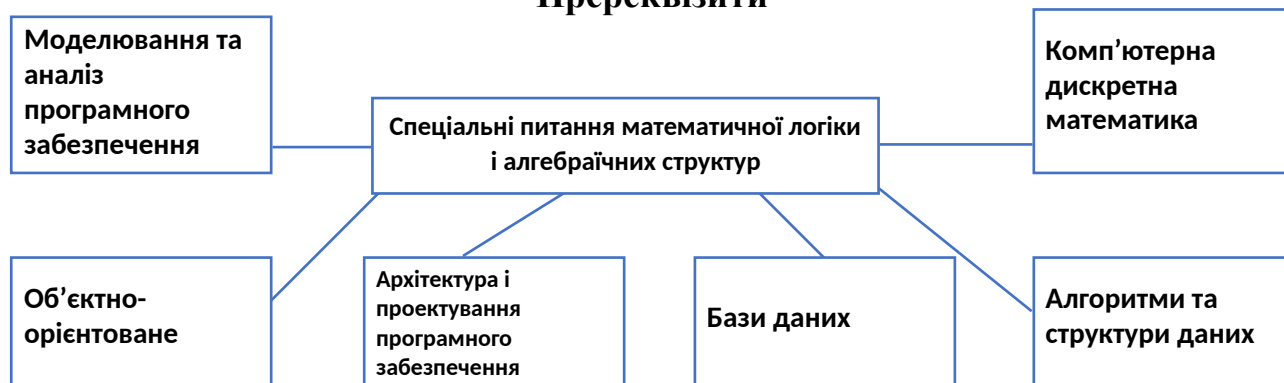 Пререквізити
Моделювання та
аналіз
програмного
забезпечення
Комп’ютерна
дискретна
математика
Спеціальні питання математичної логіки
і алгебраїчних структур
Об’єктно-
орієнтоване
Архітектура і
проектування
програмного
забезпечення
Бази даних
Алгоритми та
структури даних